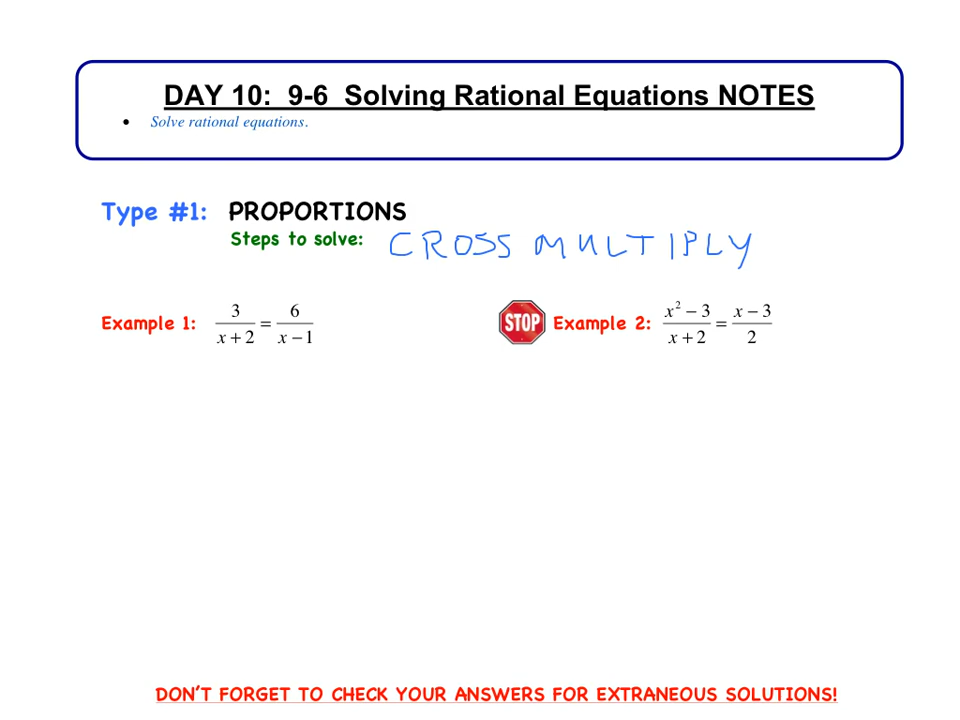 DAY 10: 9-6 Solving Rational Equations NOTES
• Solve rational equations.
Type #1: PROPORTIONS
Steps to solve: CROSS MULTIPLY
Example 1: 3/(x + 2) = 6/(x − 1)
STOP Example 2: (x² − 3)/(x + 2) = (x − 3)/2
DON'T FORGET TO CHECK YOUR ANSWERS FOR EXTRANEOUS SOLUTIONS!